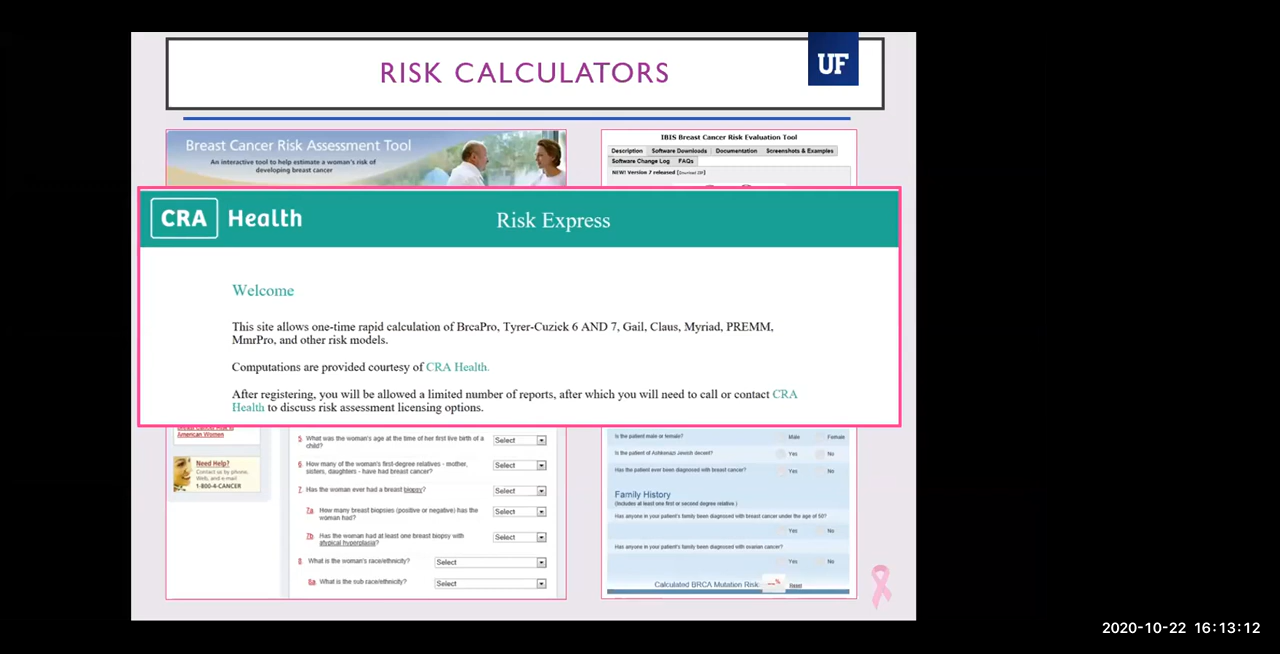 RISK CALCULATORS
UF
Breast Cancer Risk Assessment Tool
An interactive tool to help estimate a woman's risk of
developing breast cancer
IBIS Breast Cancer Risk Evaluation Tool
Description Software Downloads Documentation Screenshots & Examples
Software Change Log FAQs
NEW! Version 7 released [Download ZIP]
CRA Health
Risk Express
Welcome
This site allows one-time rapid calculation of BrcaPro, Tyrer-Cuzick 6 AND 7, Gail, Claus, Myriad, PREMM,
MmrPro, and other risk models.
Computations are provided courtesy of CRA Health.
After registering, you will be allowed a limited number of reports, after which you will need to call or contact CRA
Health to discuss risk assessment licensing options.
American Women
Need Help?
Contact us by phone,
Web, and e-mail
1-800-4-CANCER
5 What was the woman's age at the time of her first live birth of a
child?
Select
6 How many of the woman's first-degree relatives - mother,
sisters, daughters - have had breast cancer?
Select
7. Has the woman ever had a breast biopsy?
Select
7a How many breast biopsies (positive or negative) has the
woman had?
Select
7b Has the woman had at least one breast biopsy with
atypical hyperplasia?
Select
8 What is the woman's race/ethnicity?
Select
8a What is the sub race/ethnicity?
Select
Is the patient male or female?
Male Female
Is the patient of Ashkenazi Jewish decent?
Yes No
Has the patient ever been diagnosed with breast cancer?
Yes No
Family History
(Includes at least one first or second degree relative.)
Has anyone in your patient's family been diagnosed with breast cancer under the age of 50?
Yes No
Has anyone in your patient's family been diagnosed with ovarian cancer?
Yes No
Calculated BRCA Mutation Risk: --% Reset
2020-10-22 16:13:12